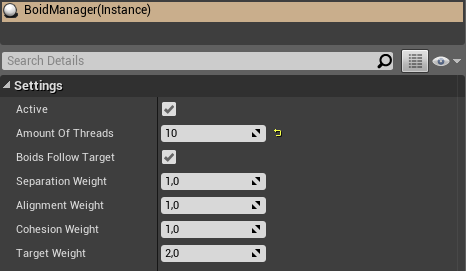 BoidManager(Instance)
Search Details
Settings
Active
Amount Of Threads 10
Boids Follow Target
Separation Weight 1,0
Alignment Weight 1,0
Cohesion Weight 1,0
Target Weight 2,0